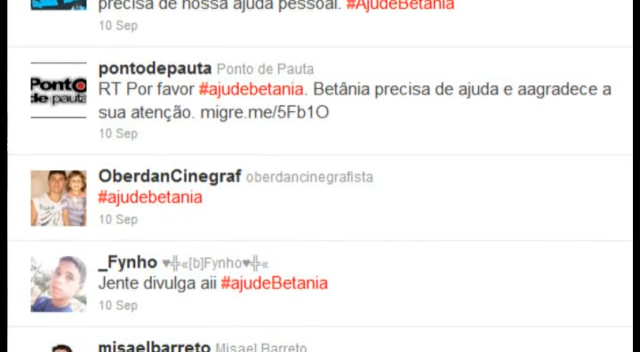 precisa de nossa ajuda pessoal. #AjudeBetania
10 Sep
Ponto
de pauta
pontodepauta Ponto de Pauta
RT Por favor #ajudebetania. Betânia precisa de ajuda e aagradece a
sua atenção. migre.me/5Fb1O
10 Sep
OberdanCinegraf oberdancinegrafista
#ajudebetania
10 Sep
_Fynho ♥╬«[b]Fynho♥╬«
Jente divulga aii #ajudeBetania
10 Sep
misaelbarreto Misael Barreto